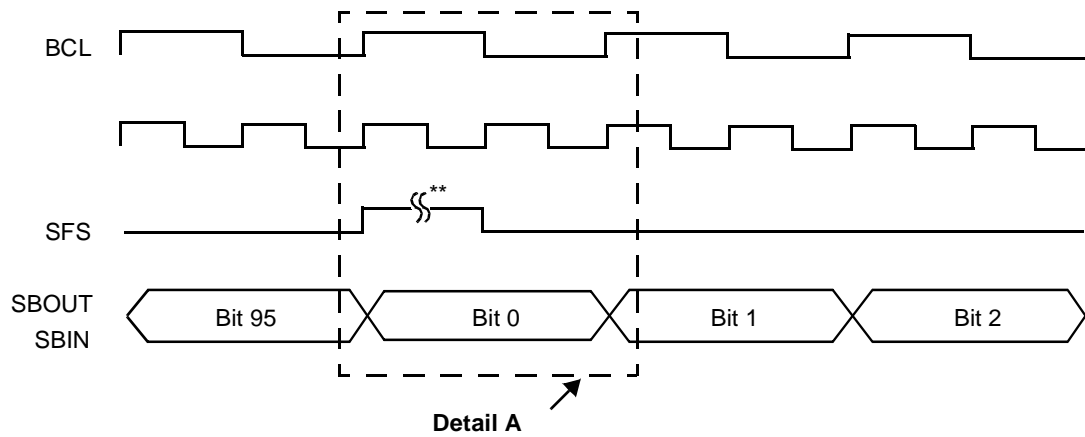 BCL
**
SFS
SBOUT
SBIN
Bit 95
Bit 0
Bit 1
Bit 2
Detail A